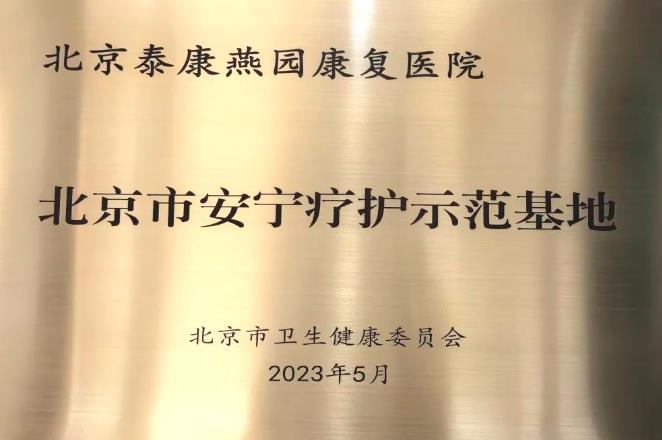 北京泰康燕园康复医院
北京市安宁疗护示范基地
北京市卫生健康委员会
2023年5月